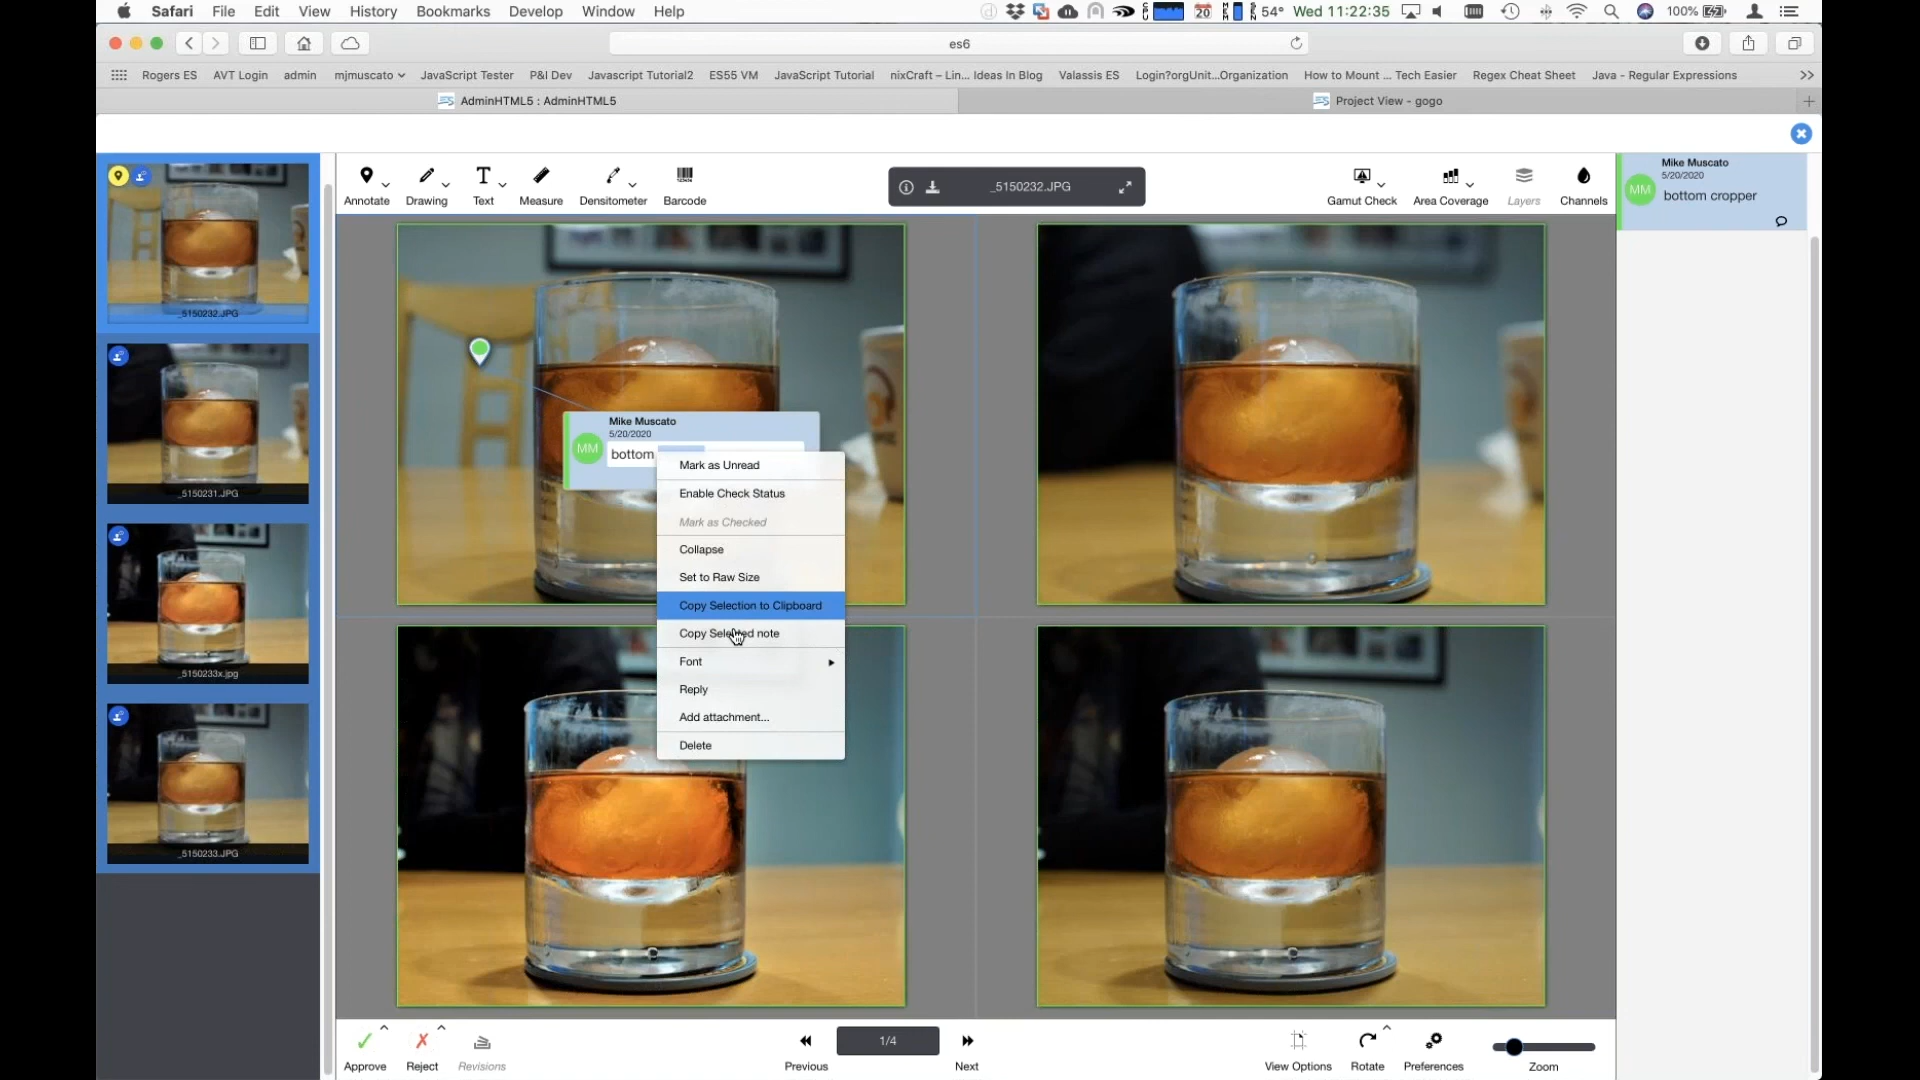 Safari File Edit View History Bookmarks Develop Window Help 20 54° Wed 11:22:35 100%
es6
Rogers ES AVT Login admin mjmuscato JavaScript Tester P&I Dev Javascript Tutorial2 ES55 VM JavaScript Tutorial nixCraft – Lin... Ideas In Blog Valassis ES Login?orgUnit...Organization How to Mount ... Tech Easier Regex Cheat Sheet Java - Regular Expressions >>
AdminHTML5 : AdminHTML5 Project View - gogo
_5150232.JPG
_5150231.JPG
_5150233x.jpg
_5150233.JPG
Annotate Drawing Text Measure Densitometer Barcode
_5150232.JPG
Gamut Check Area Coverage Layers Channels
Mike Muscato
5/20/2020
MM bottom cropper
Mike Muscato
5/20/2020
MM bottom
Mark as Unread
Enable Check Status
Mark as Checked
Collapse
Set to Raw Size
Copy Selection to Clipboard
Copy Selected note
Font
Reply
Add attachment...
Delete
Approve Reject Revisions
Previous 1/4 Next
View Options Rotate Preferences Zoom